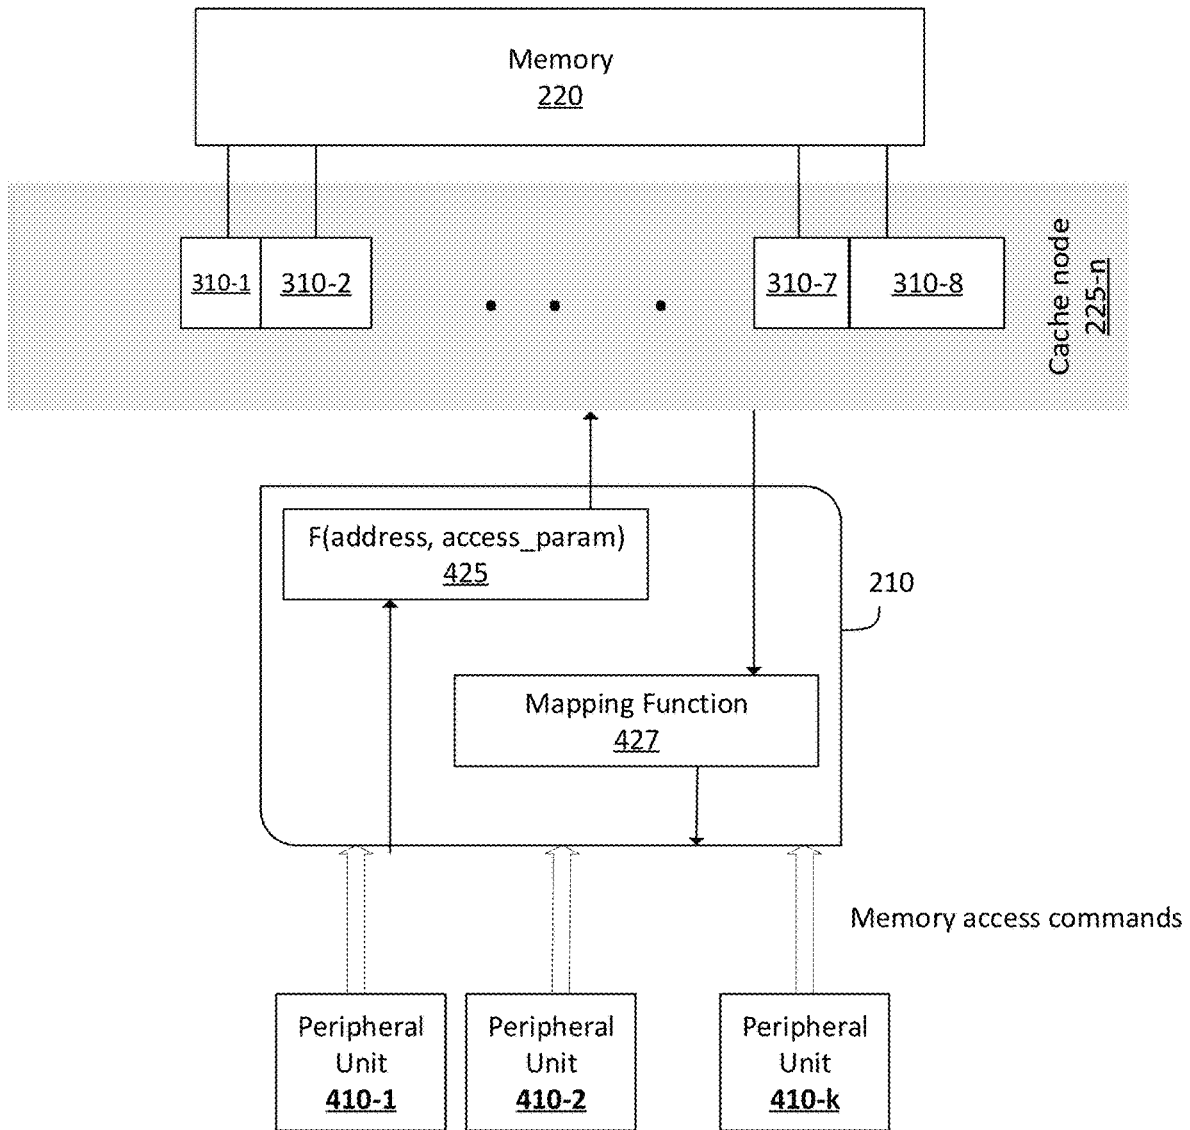 Memory
220
310-1
310-2
310-7
310-8
Cache node
225-n
F(address, access_param)
425
210
Mapping Function
427
Memory access commands
Peripheral
Unit
410-1
Peripheral
Unit
410-2
Peripheral
Unit
410-k